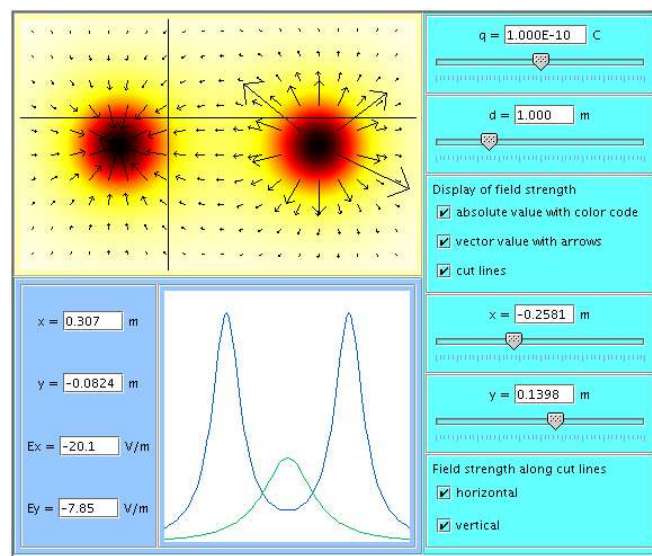 q = 1.000E-10 C
d = 1.000 m
Display of field strength
absolute value with color code
vector value with arrows
cut lines
x = 0.307 m
y = -0.0824 m
Ex = -20.1 V/m
Ey = -7.85 V/m
x = -0.2581 m
y = 0.1398 m
Field strength along cut lines
horizontal
vertical